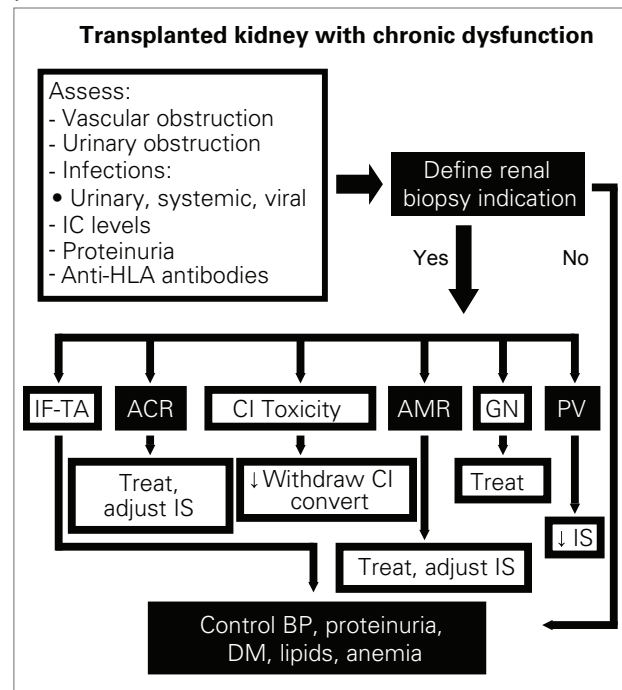 Transplanted kidney with chronic dysfunction
Assess:
- Vascular obstruction
- Urinary obstruction
- Infections:
• Urinary, systemic, viral
- IC levels
- Proteinuria
- Anti-HLA antibodies
Define renal
biopsy indication
Yes
No
IF-TA
ACR
CI Toxicity
AMR
GN
PV
Treat,
adjust IS
↓Withdraw CI
convert
Treat
↓ IS
Treat, adjust IS
Control BP, proteinuria,
DM, lipids, anemia